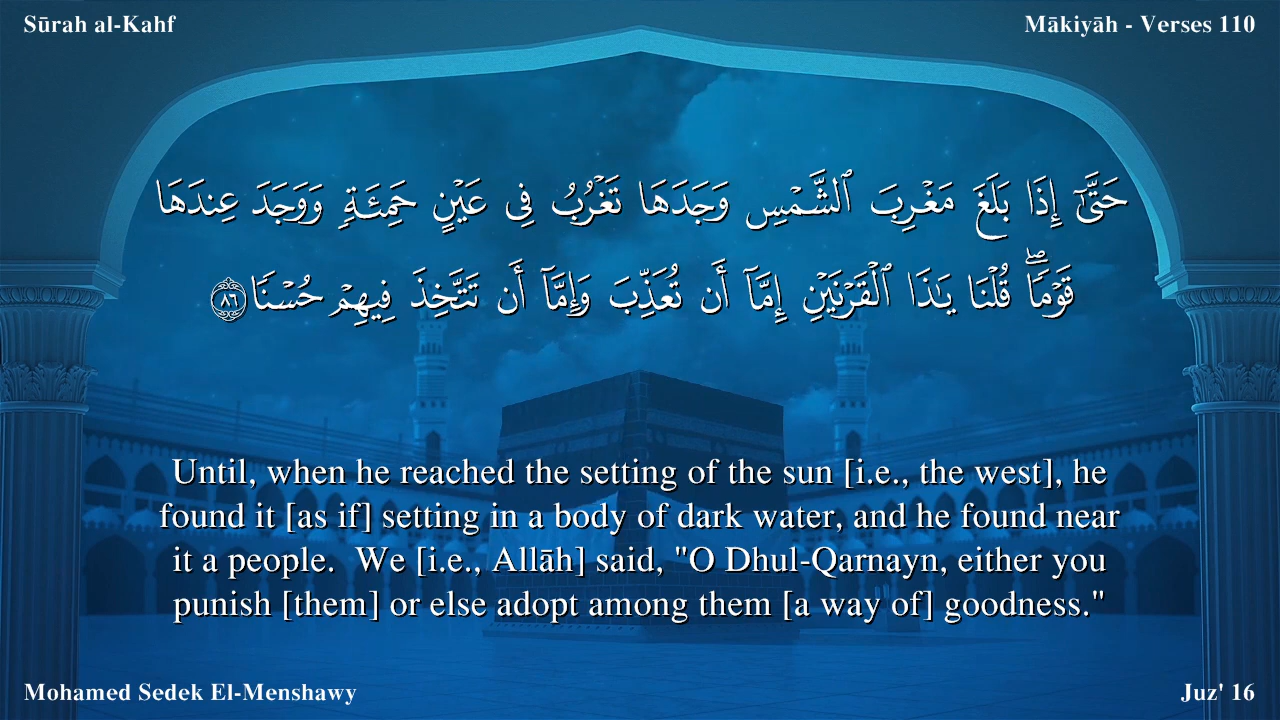 Sūrah al-Kahf
Mākiyāh - Verses 110
حَتَّىٰٓ إِذَا بَلَغَ مَغْرِبَ ٱلشَّمْسِ وَجَدَهَا تَغْرُبُ فِى عَيْنٍ حَمِئَةٍ وَوَجَدَ عِندَهَا
قَوْمًا ۗ قُلْنَا يَـٰذَا ٱلْقَرْنَيْنِ إِمَّآ أَن تُعَذِّبَ وَإِمَّآ أَن تَتَّخِذَ فِيهِمْ حُسْنًا ٨٦
Until, when he reached the setting of the sun [i.e., the west], he
found it [as if] setting in a body of dark water, and he found near
it a people.  We [i.e., Allāh] said, "O Dhul-Qarnayn, either you
punish [them] or else adopt among them [a way of] goodness."
Mohamed Sedek El-Menshawy
Juz' 16